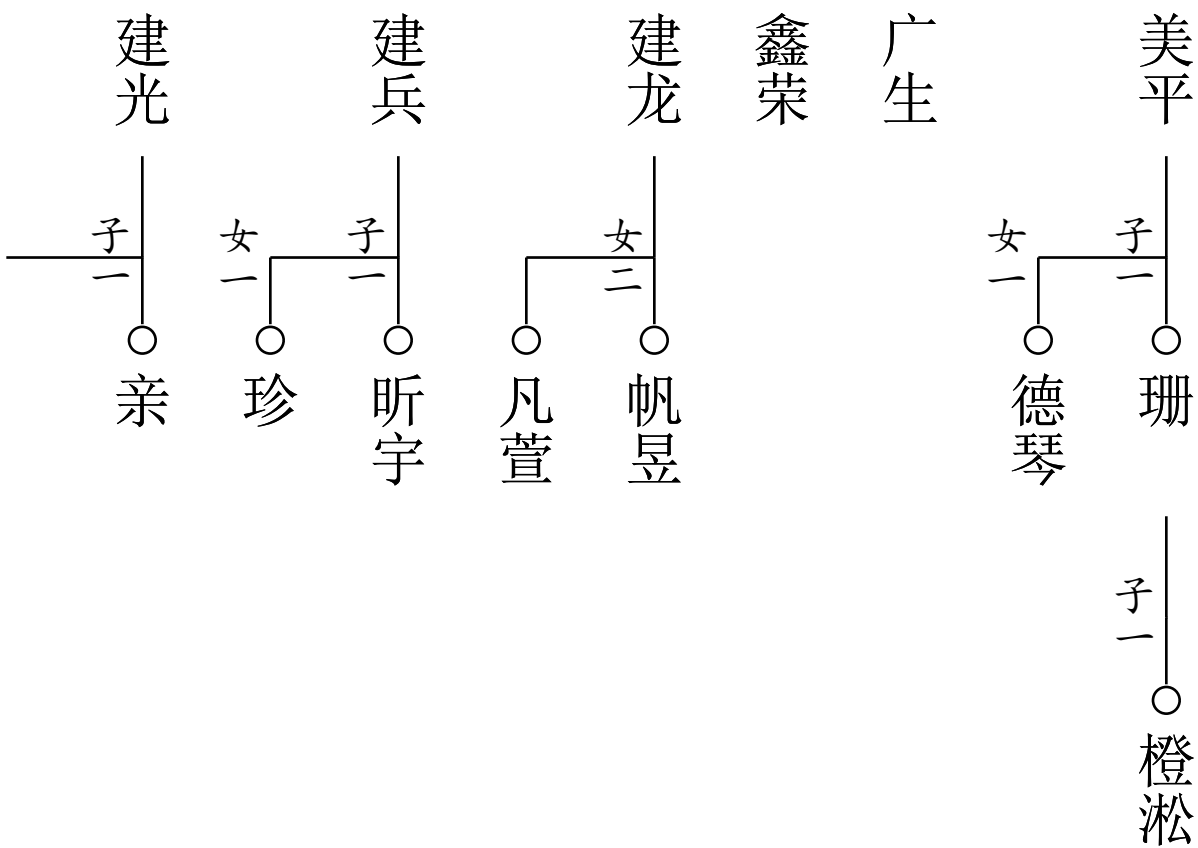 美平
广生
鑫荣
建龙
建兵
建光
子一
女一
女二
子一
女一
子一
珊
德琴
帆昱
凡萱
昕宇
珍
亲
子一
橙淞